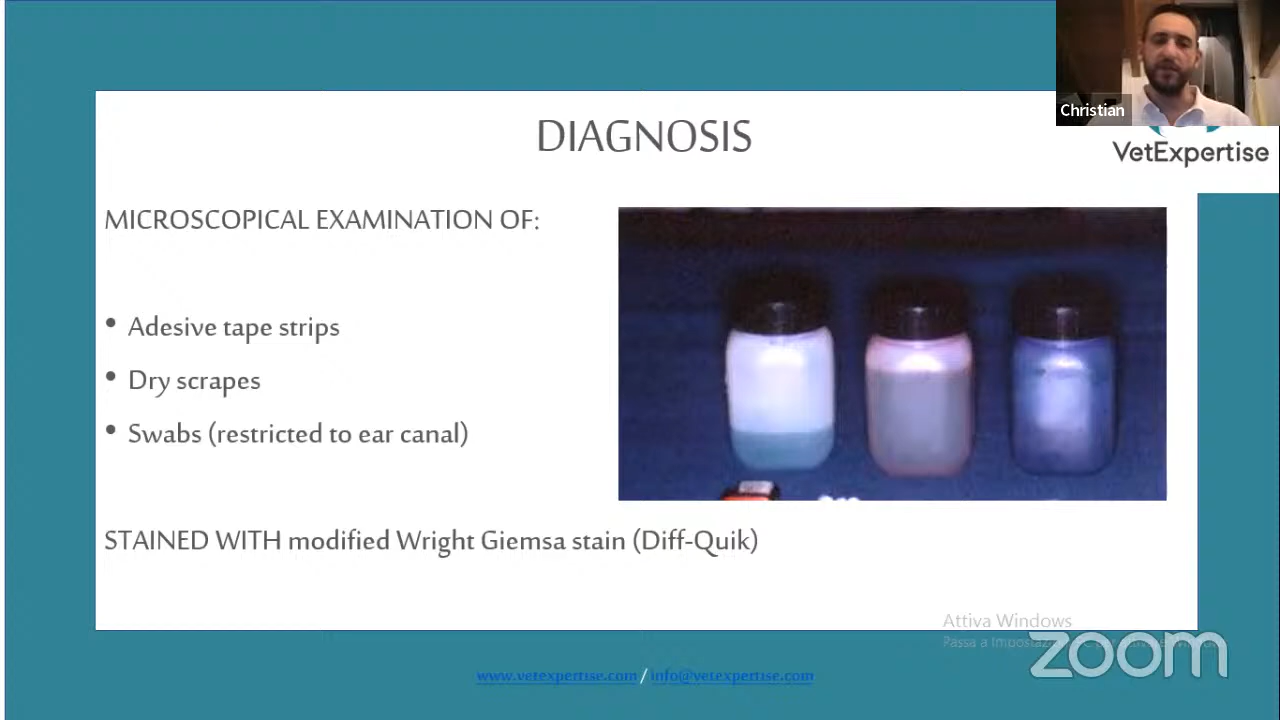 Christian
VetExpertise
DIAGNOSIS
MICROSCOPICAL EXAMINATION OF:
• Adesive tape strips
• Dry scrapes
• Swabs (restricted to ear canal)
STAINED WITH modified Wright Giemsa stain (Diff-Quik)
Attiva Windows
Passa a
zoom
www.vetexpertise.com / info@vetexpertise.com